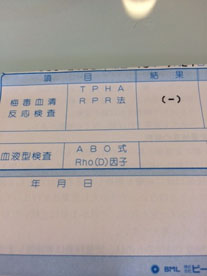 項 目 結 果
梅毒血清反応検査
TPHA
RPR法
(-)
血液型検査
ABO式
Rho(D)因子
年 月 日
BML